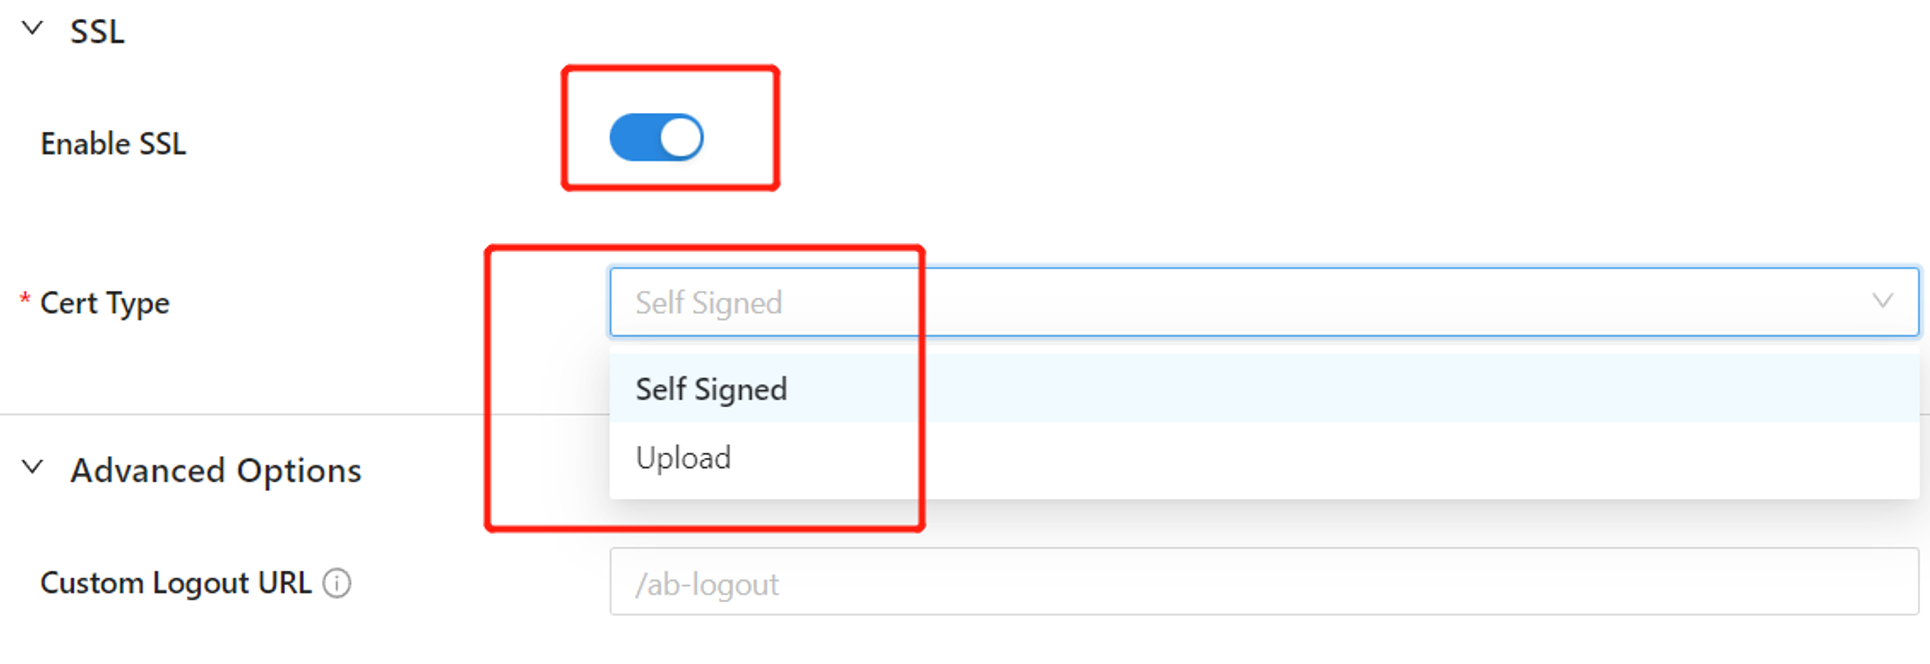 SSL
Enable SSL
* Cert Type
Self Signed
Self Signed
Upload
Advanced Options
Custom Logout URL
/ab-logout